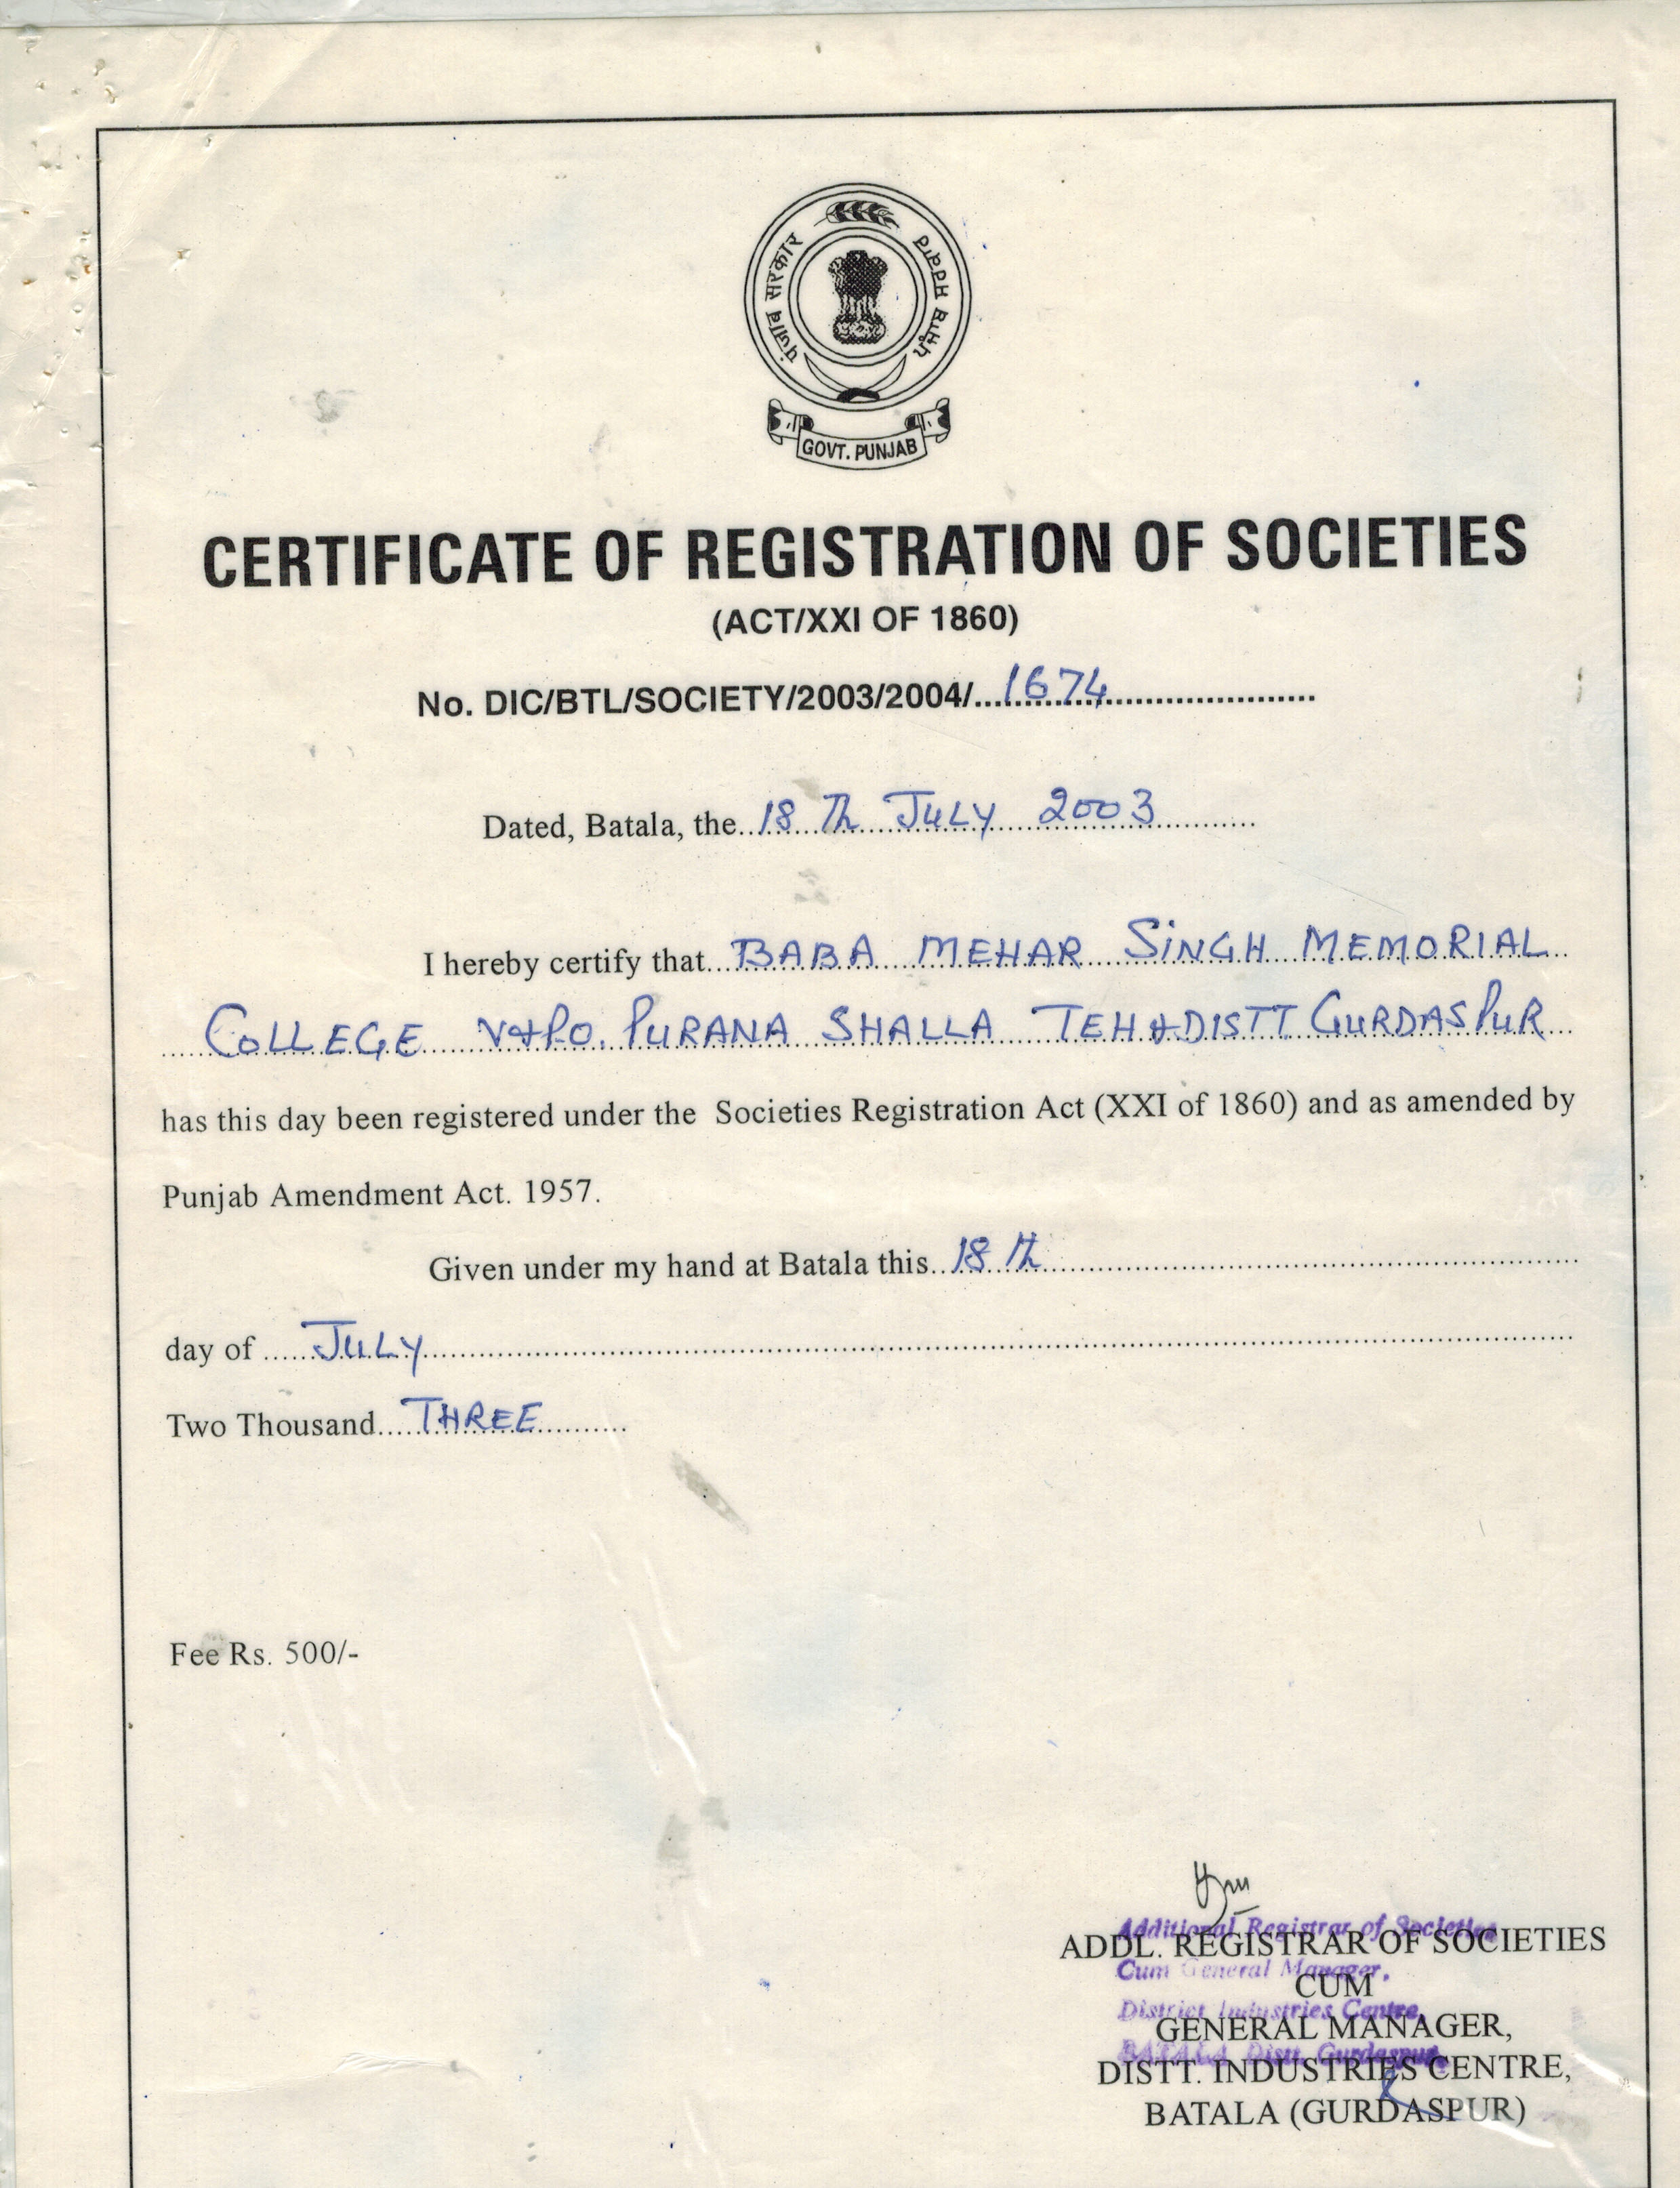 ਪੰਜਾਬ ਸਰਕਾਰ
पंजाब सरकार
GOVT. PUNJAB
CERTIFICATE OF REGISTRATION OF SOCIETIES
(ACT/XXI OF 1860)
No. DIC/BTL/SOCIETY/2003/2004/...1674...
Dated, Batala, the...18 Th July 2003...
I hereby certify that...BABA MEHAR SiNGH MEMORIAL...
...COLLEGE V&P.O. PURANA SHALLA TEH & DISTT GURDASPUR...
has this day been registered under the Societies Registration Act (XXI of 1860) and as amended by
Punjab Amendment Act. 1957.
Given under my hand at Batala this...18 Th...
day of ...JULY...
Two Thousand...THREE...
Fee Rs. 500/-
Additional Registrar of Societies
ADDL. REGISTRAR OF SOCIETIES
Cum General Manager,
CUM
District Industries Centre,
GENERAL MANAGER,
BATALA Distt. Gurdaspur
DISTT. INDUSTRIES CENTRE,
BATALA (GURDASPUR)